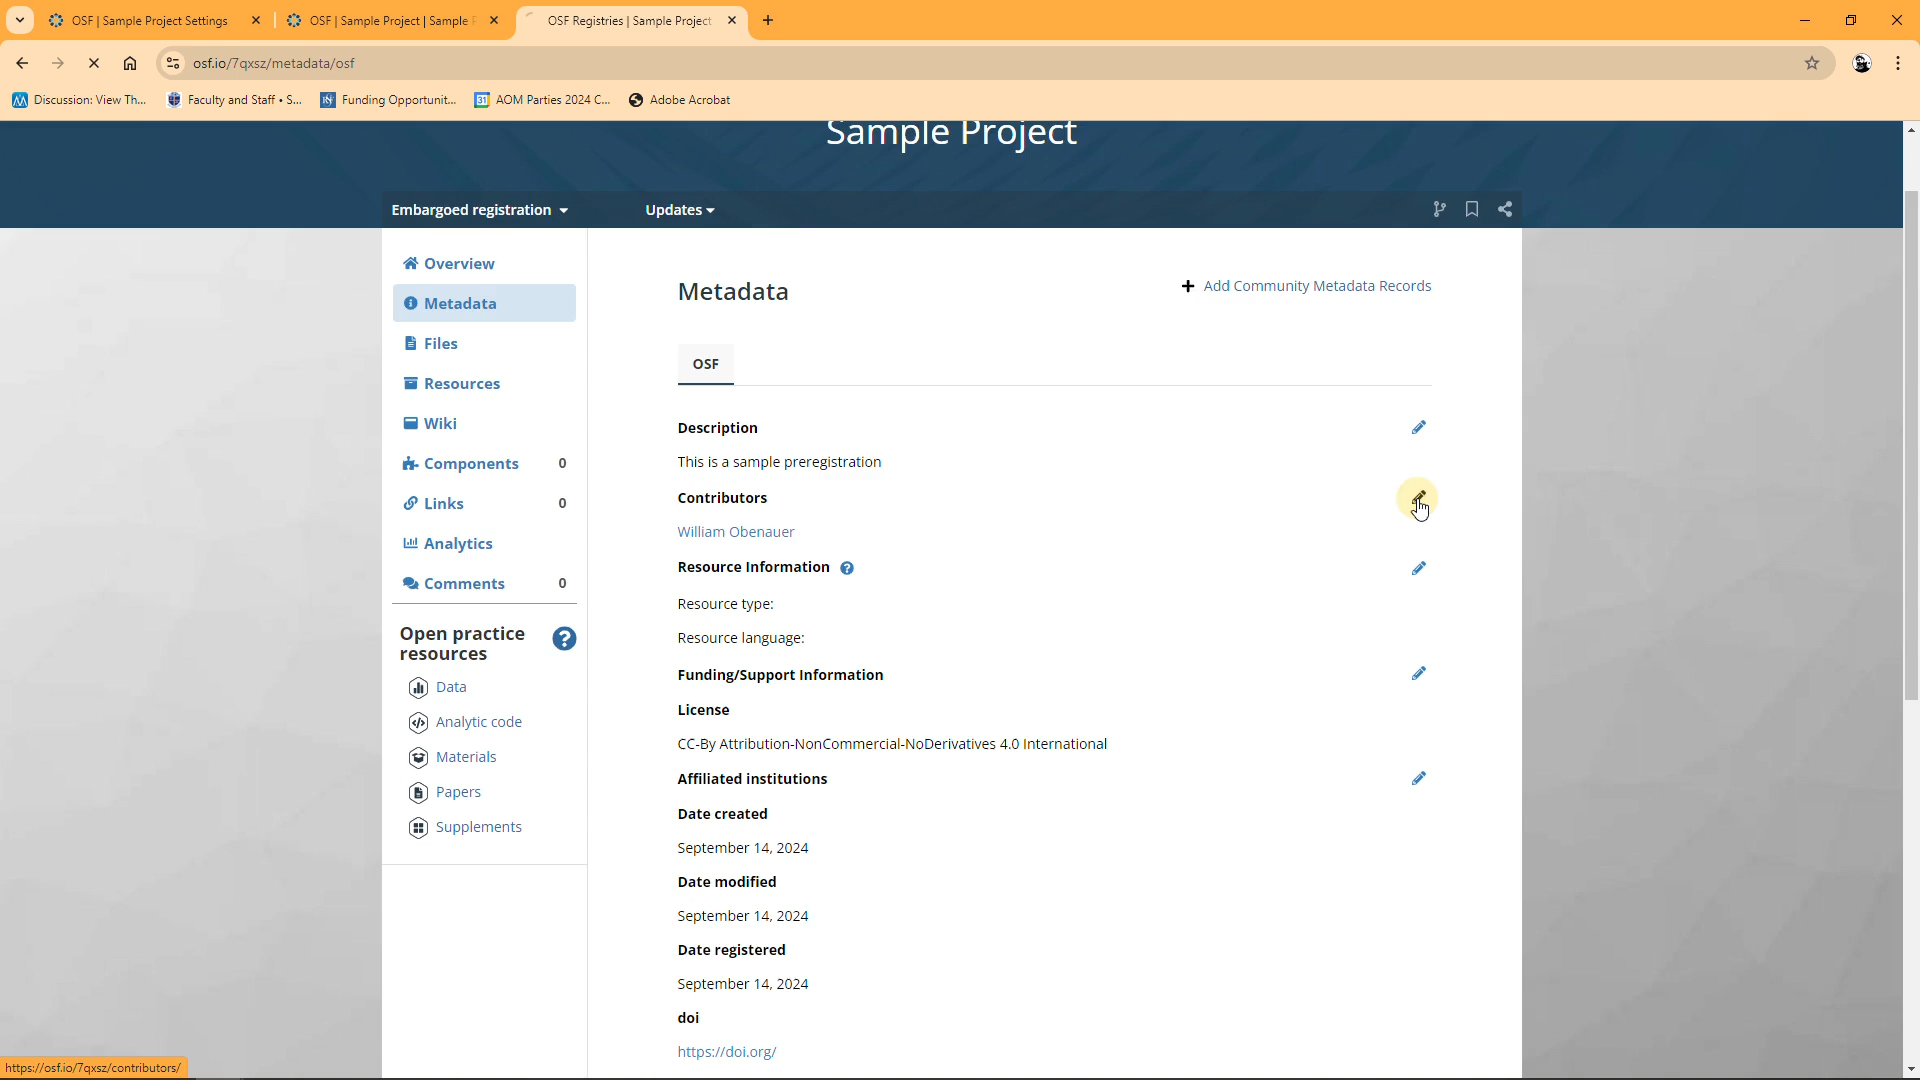 OSF | Sample Project Settings
OSF | Sample Project | Sample
OSF Registries | Sample Project
osf.io/7qxsz/metadata/osf
Discussion: View Th...
Faculty and Staff • S...
Funding Opportunit...
31
AOM Parties 2024 C...
Adobe Acrobat
Sample Project
Embargoed registration
Updates
Overview
Metadata
Files
Resources
Wiki
Components 0
Links 0
Analytics
Comments 0
Open practice
resources
Data
Analytic code
Materials
Papers
Supplements
Metadata
Add Community Metadata Records
OSF
Description
This is a sample preregistration
Contributors
William Obenauer
Resource Information
Resource type:
Resource language:
Funding/Support Information
License
CC-By Attribution-NonCommercial-NoDerivatives 4.0 International
Affiliated institutions
Date created
September 14, 2024
Date modified
September 14, 2024
Date registered
September 14, 2024
doi
https://doi.org/
https://osf.io/7qxsz/contributors/